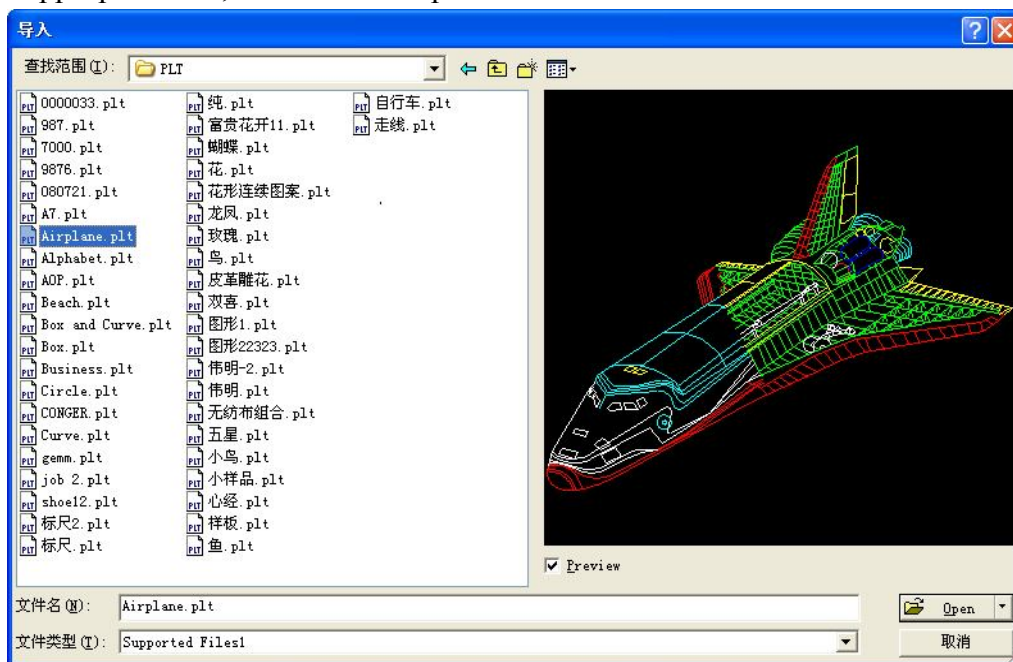 导入
查找范围(I): PLT
0000033.plt
987.plt
7000.plt
9876.plt
080721.plt
A7.plt
Airplane.plt
Alphabet.plt
AOP.plt
Beach.plt
Box and Curve.plt
Box.plt
Business.plt
Circle.plt
CONGER.plt
Curve.plt
gemm.plt
job 2.plt
shoe12.plt
标尺2.plt
标尺.plt
纯.plt
富贵花开11.plt
蝴蝶.plt
花.plt
花形连续图案.plt
龙凤.plt
玫瑰.plt
鸟.plt
皮革雕花.plt
双喜.plt
图形1.plt
图形22323.plt
伟明-2.plt
伟明.plt
无纺布组合.plt
五星.plt
小鸟.plt
小样品.plt
心经.plt
样板.plt
鱼.plt
自行车.plt
走线.plt
Preview
文件名(N): Airplane.plt
Open
文件类型(T): Supported Files1
取消